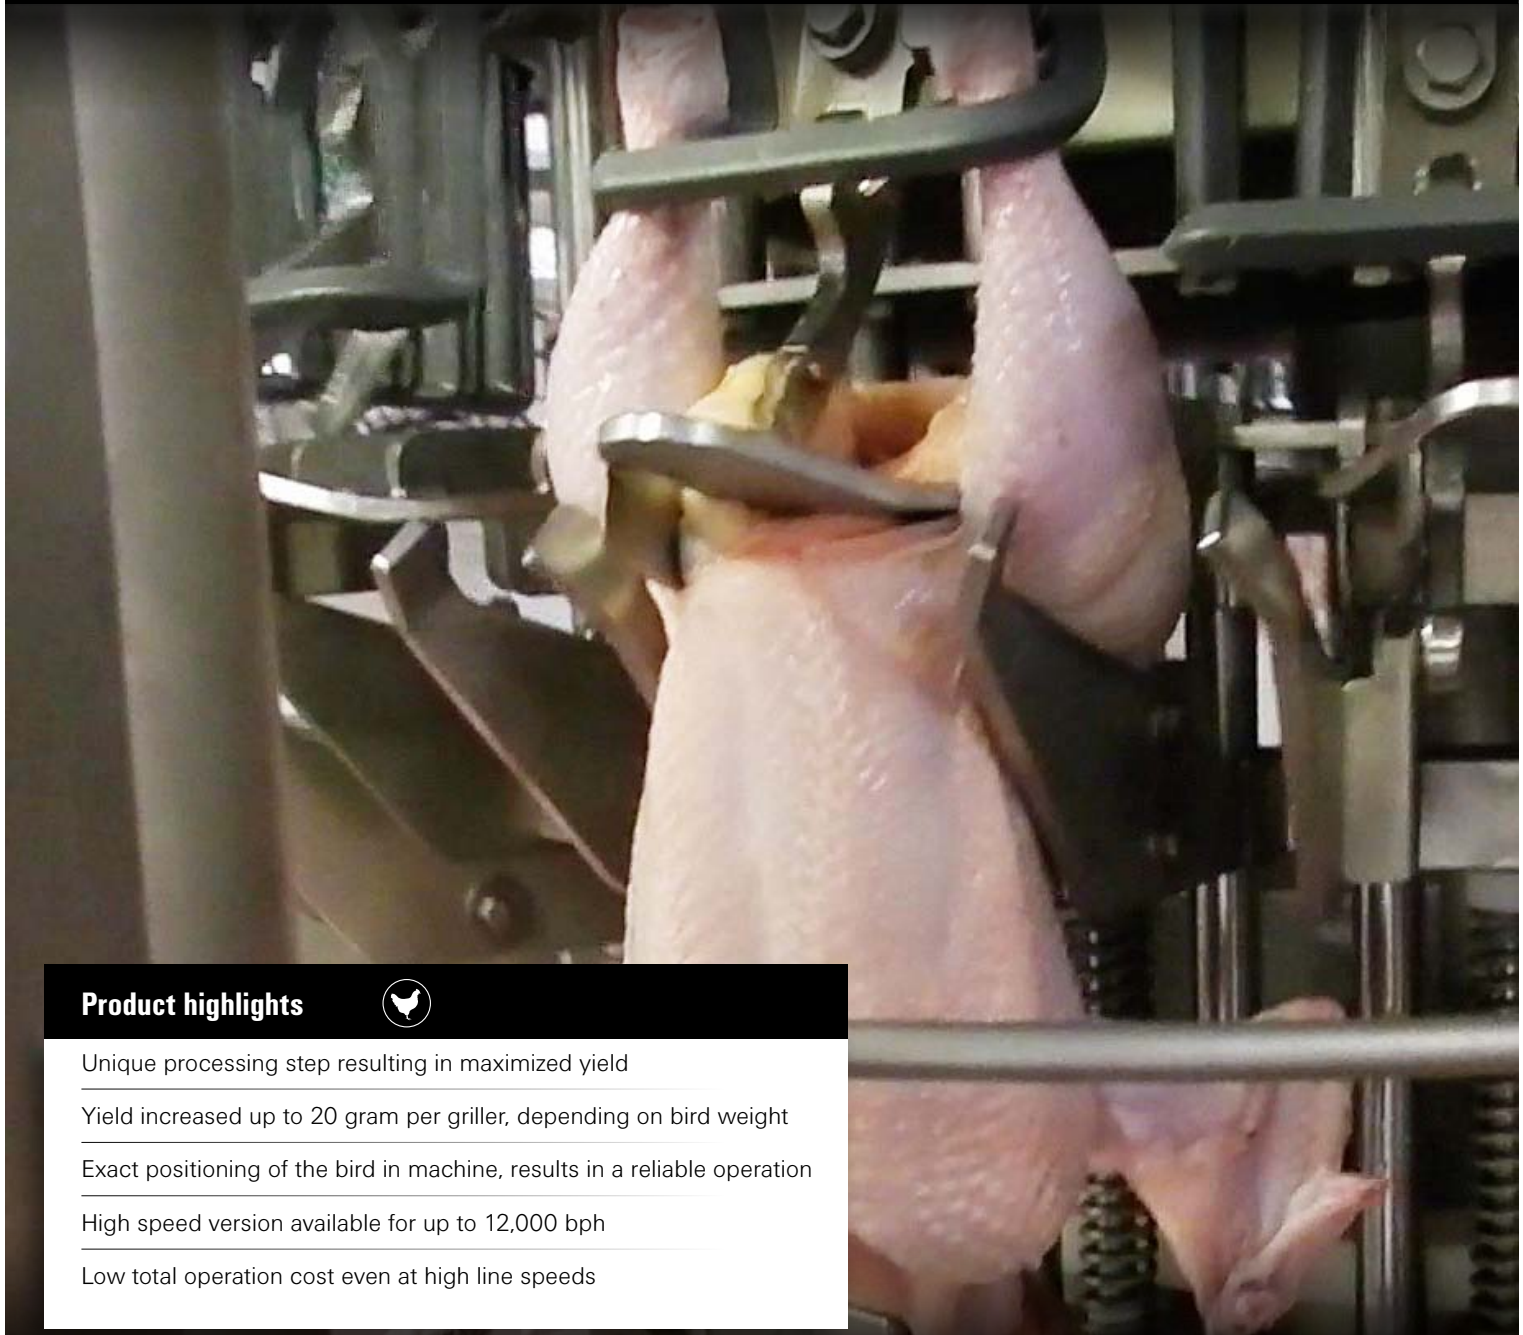 Product highlights
Unique processing step resulting in maximized yield
Yield increased up to 20 gram per griller, depending on bird weight
Exact positioning of the bird in machine, results in a reliable operation
High speed version available for up to 12,000 bph
Low total operation cost even at high line speeds